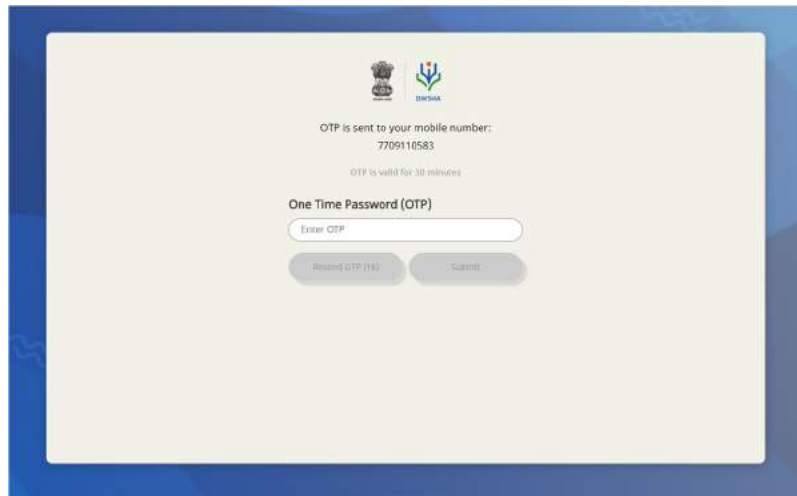 DIKSHA
OTP is sent to your mobile number:
7709110583
OTP is valid for 30 minutes
One Time Password (OTP)
Enter OTP
Resend OTP (16)
Submit